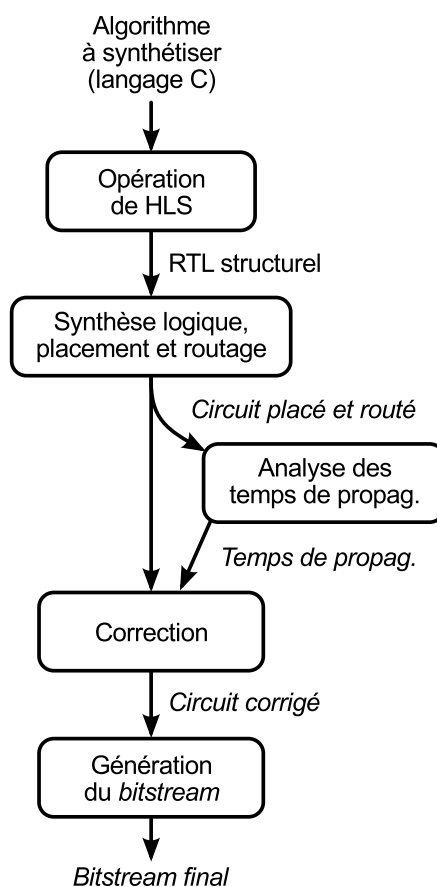 Algorithme
à synthétiser
(langage C)
Opération
de HLS
RTL structurel
Synthèse logique,
placement et routage
Circuit placé et routé
Analyse des
temps de propag.
Temps de propag.
Correction
Circuit corrigé
Génération
du bitstream
Bitstream final